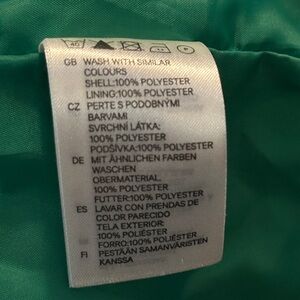 40
GB WASH WITH SIMILAR
COLOURS
SHELL:100% POLYESTER
LINING:100% POLYESTER
CZ PERTE S PODOBNÝMI
BARVAMI
SVRCHNÍ LÁTKA:
100% POLYESTER
PODŠÍVKA:100% POLYESTER
DE MIT ÄHNLICHEN FARBEN
WASCHEN
OBERMATERIAL:
100% POLYESTER
FUTTER:100% POLYESTER
ES LAVAR CON PRENDAS DE
COLOR PARECIDO
TELA EXTERIOR:
100% POLIÉSTER
FORRO:100% POLIÉSTER
FI PESTÄÄN SAMANVÄRISTEN
KANSSA